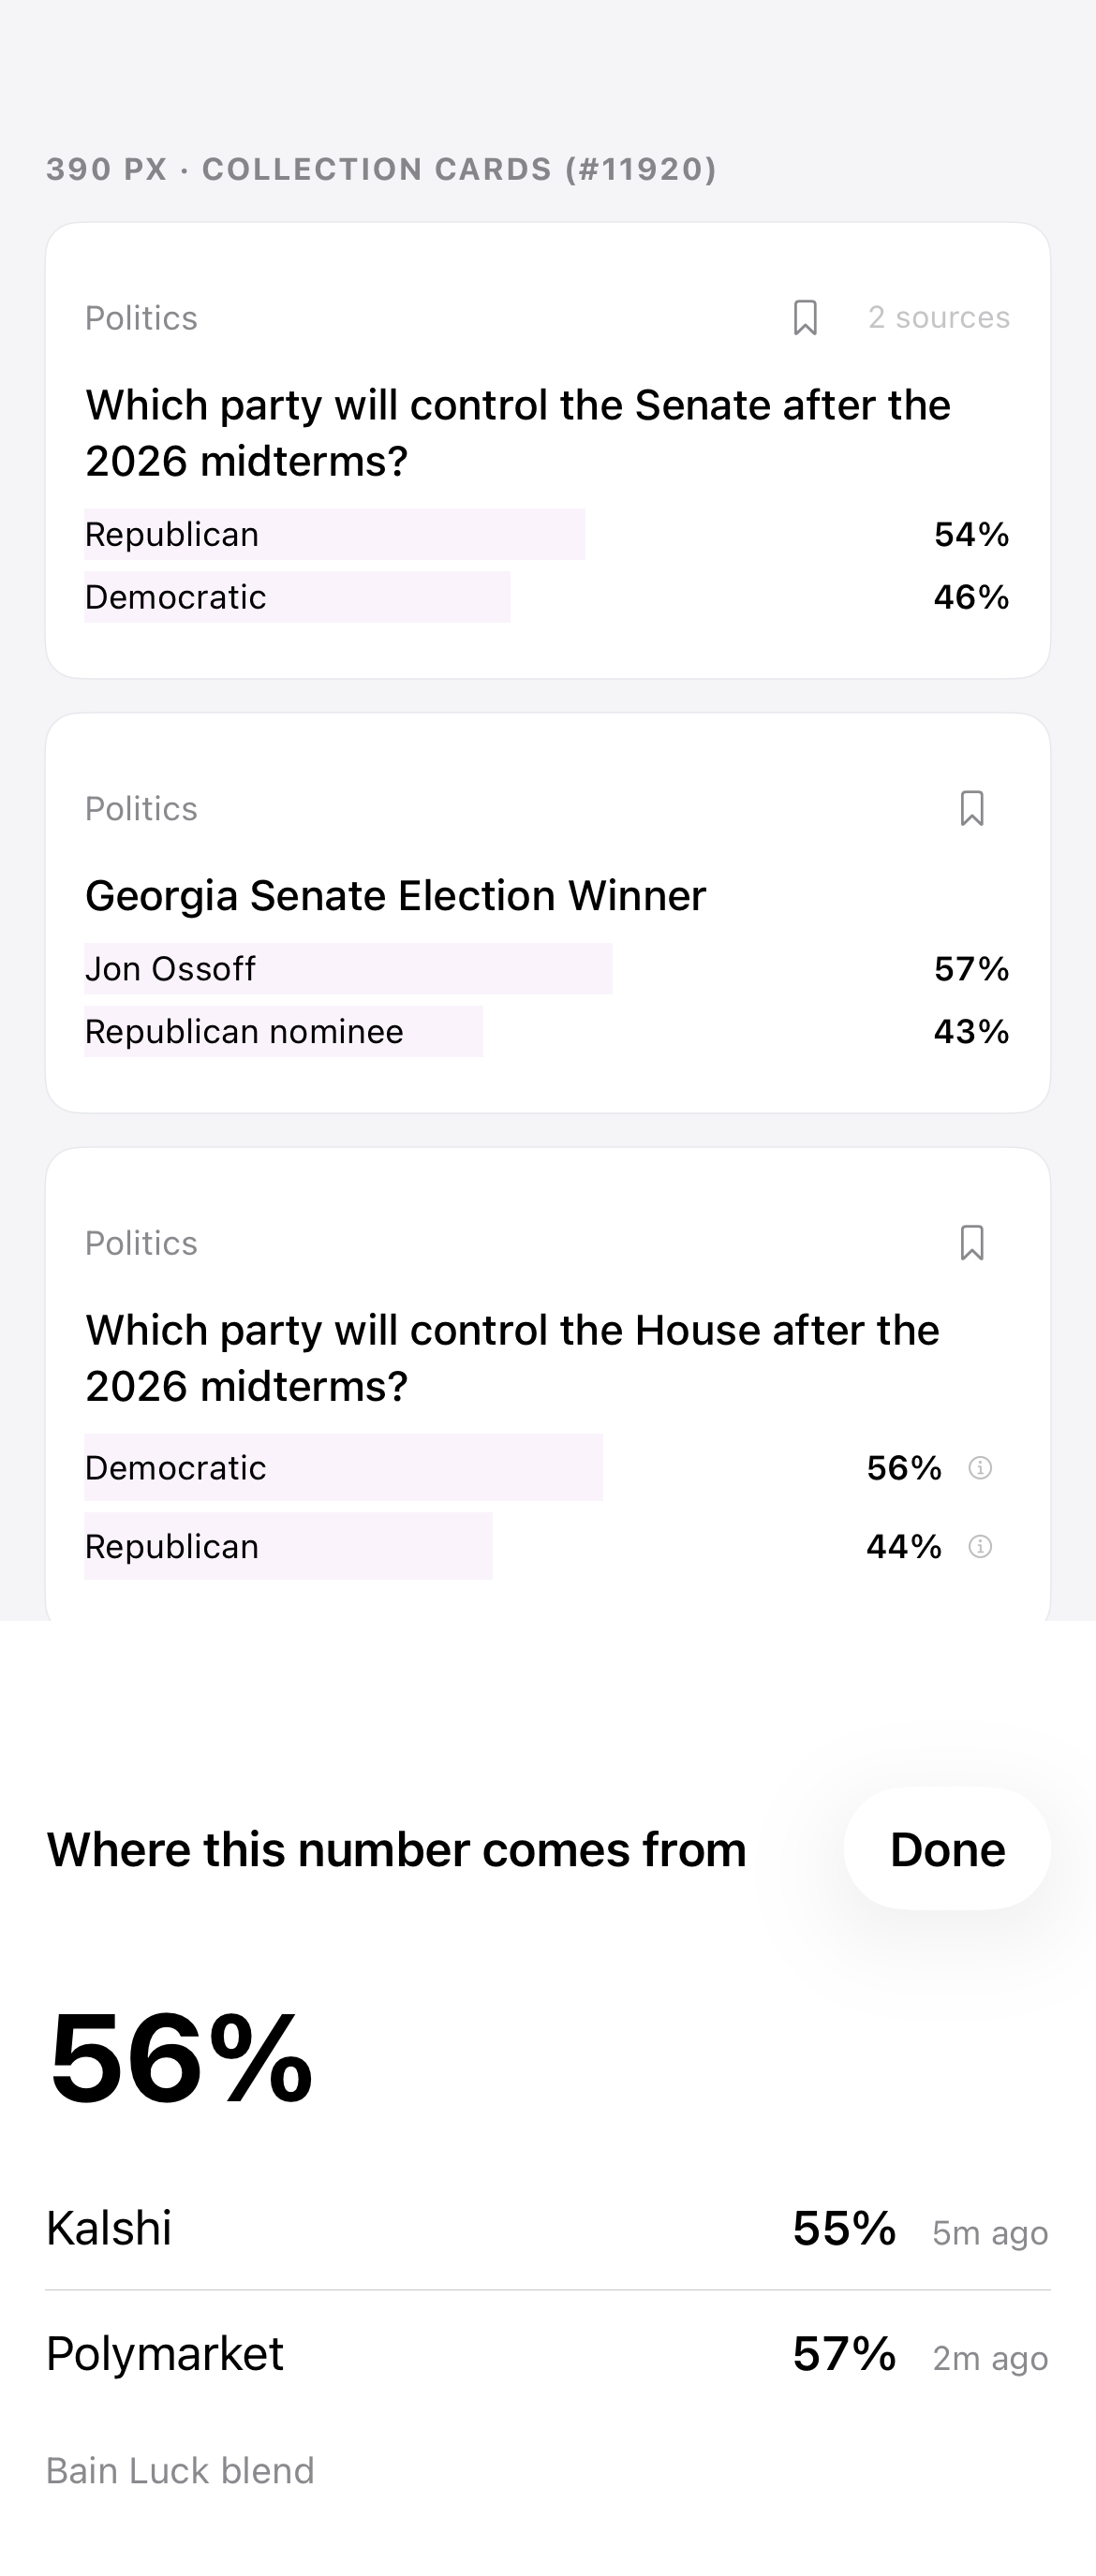 390 PX · COLLECTION CARDS (#11920)
Politics
2 sources
Which party will control the Senate after the
2026 midterms?
Republican 54%
Democratic 46%
Politics
Georgia Senate Election Winner
Jon Ossoff 57%
Republican nominee 43%
Politics
Which party will control the House after the
2026 midterms?
Democratic 56%
Republican 44%
Where this number comes from
Done
56%
Kalshi 55% 5m ago
Polymarket 57% 2m ago
Bain Luck blend